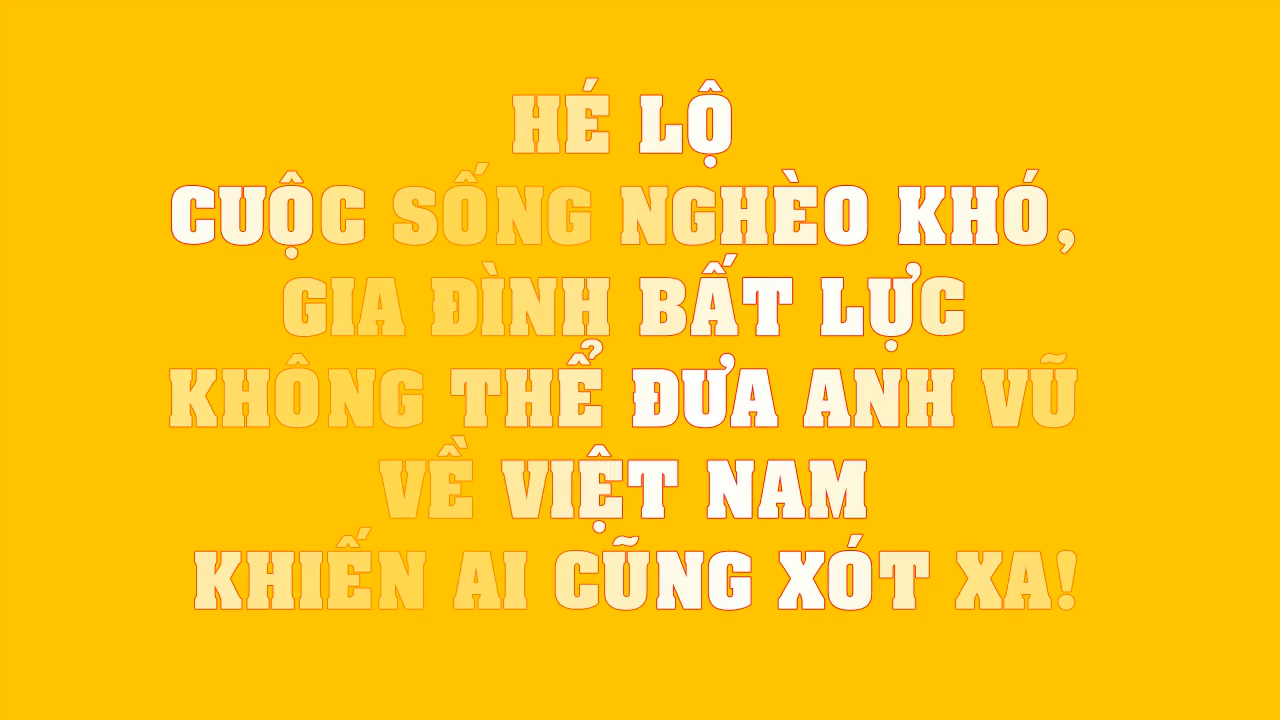 HÉ LỘ
CUỘC SỐNG NGHÈO KHÓ,
GIA ĐÌNH BẤT LỰC
KHÔNG THỂ ĐƯA ANH VŨ
VỀ VIỆT NAM
KHIẾN AI CŨNG XÓT XA!